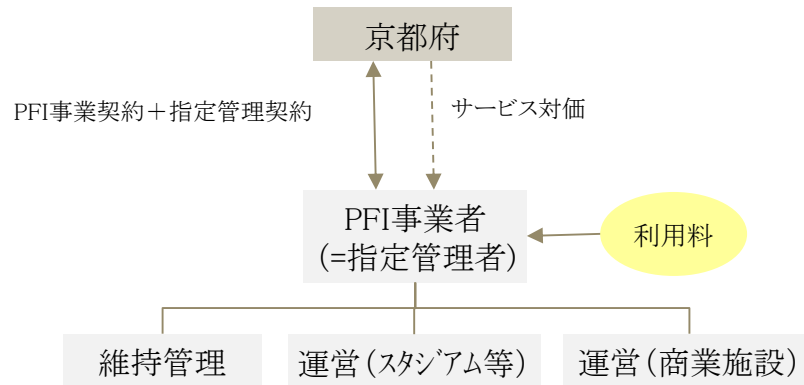 京都府
PFI事業契約＋指定管理契約
サービス対価
PFI事業者
(=指定管理者)
利用料
維持管理
運営(スタジアム等)
運営(商業施設)